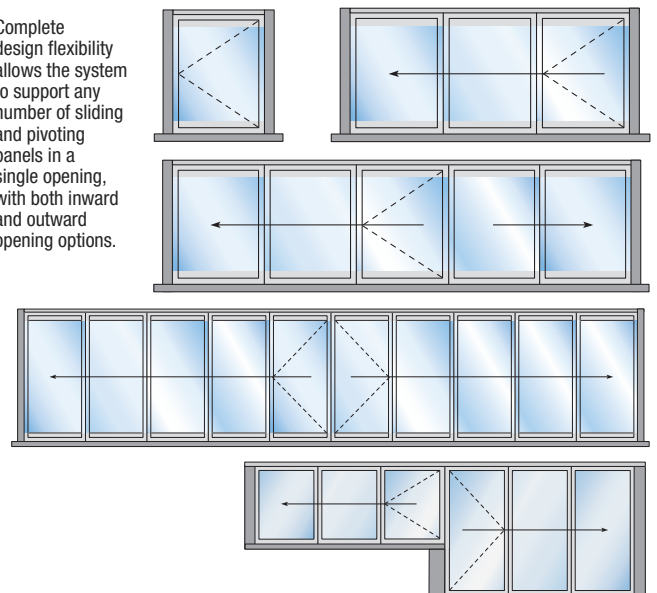 Complete
design flexibility
allows the system
to support any
number of sliding
and pivoting
panels in a
single opening,
with both inward
and outward
opening options.